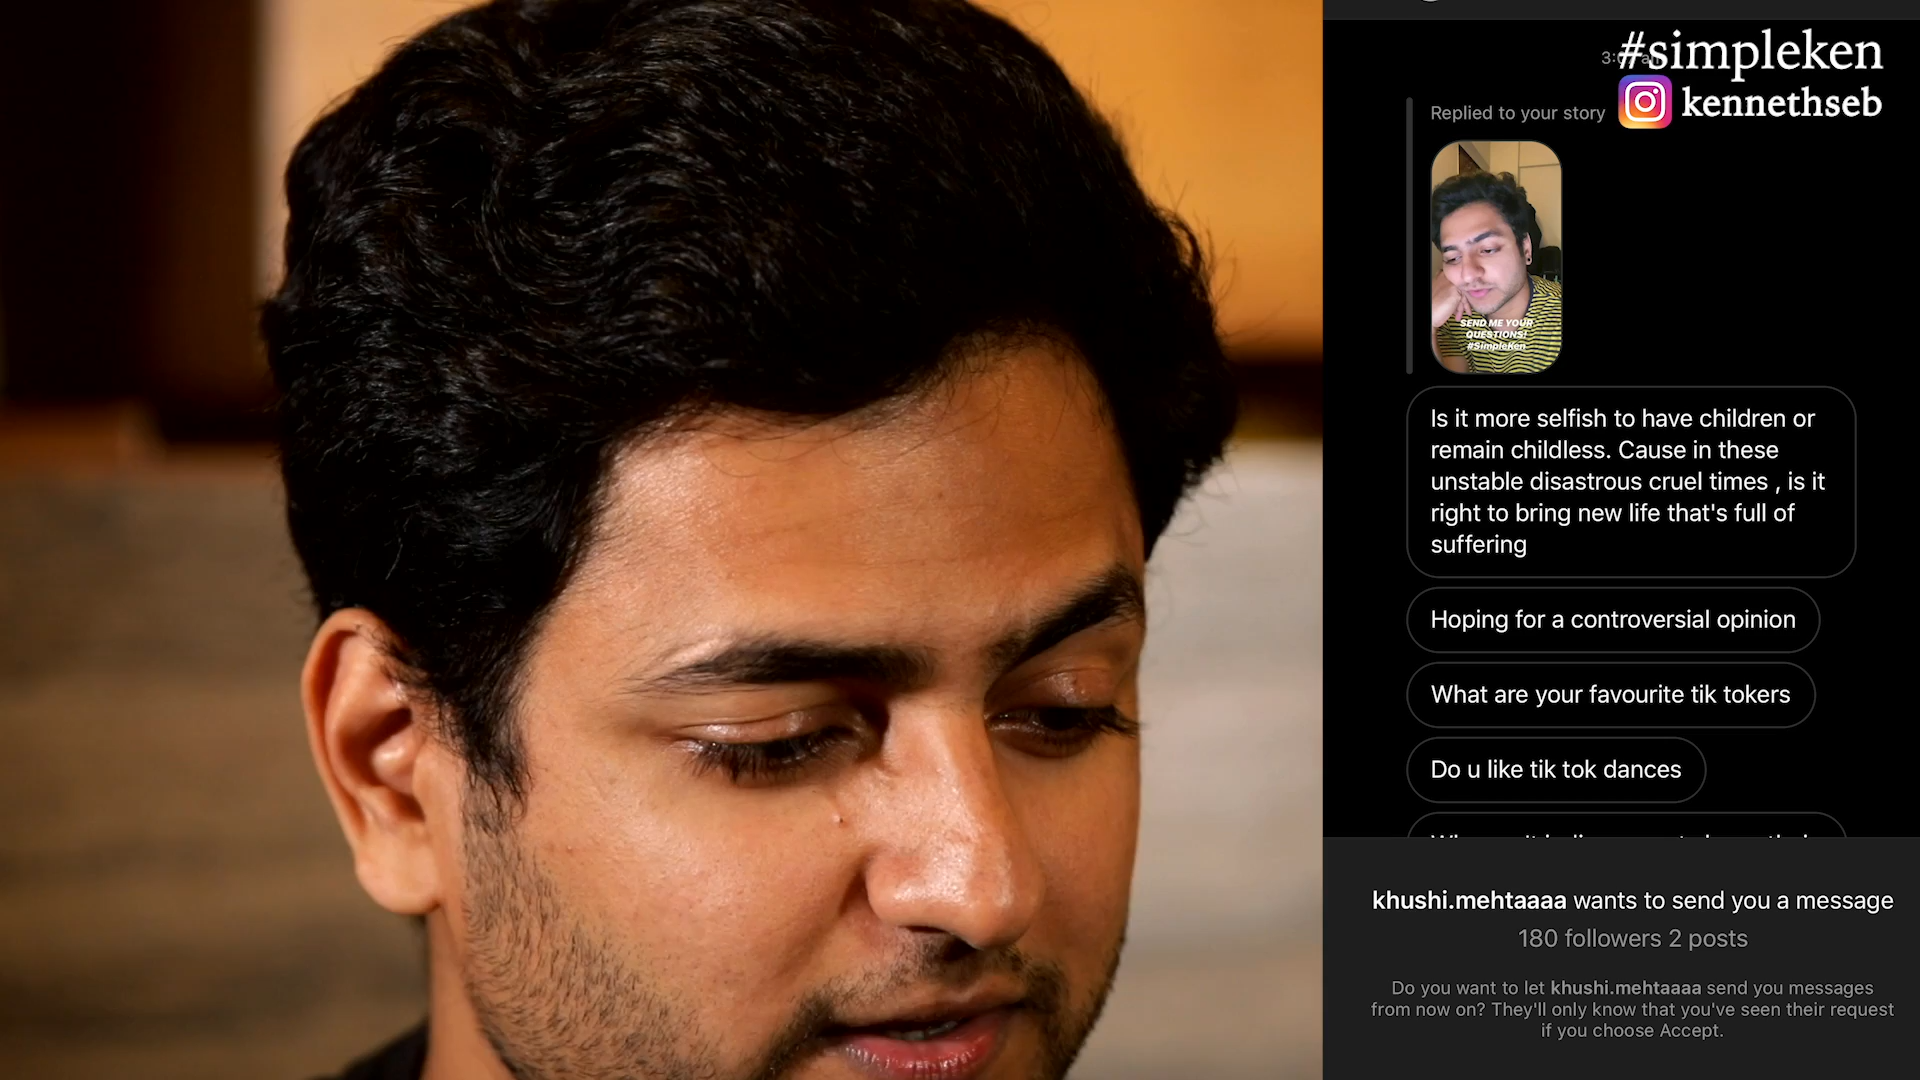 #simpleken
kennethseb
Replied to your story
SEND ME YOUR
QUESTIONS!
#SimpleKen
Is it more selfish to have children or
remain childless. Cause in these
unstable disastrous cruel times , is it
right to bring new life that's full of
suffering
Hoping for a controversial opinion
What are your favourite tik tokers
Do u like tik tok dances
khushi.mehtaaaa wants to send you a message
180 followers 2 posts
Do you want to let khushi.mehtaaaa send you messages
from now on? They'll only know that you've seen their request
if you choose Accept.